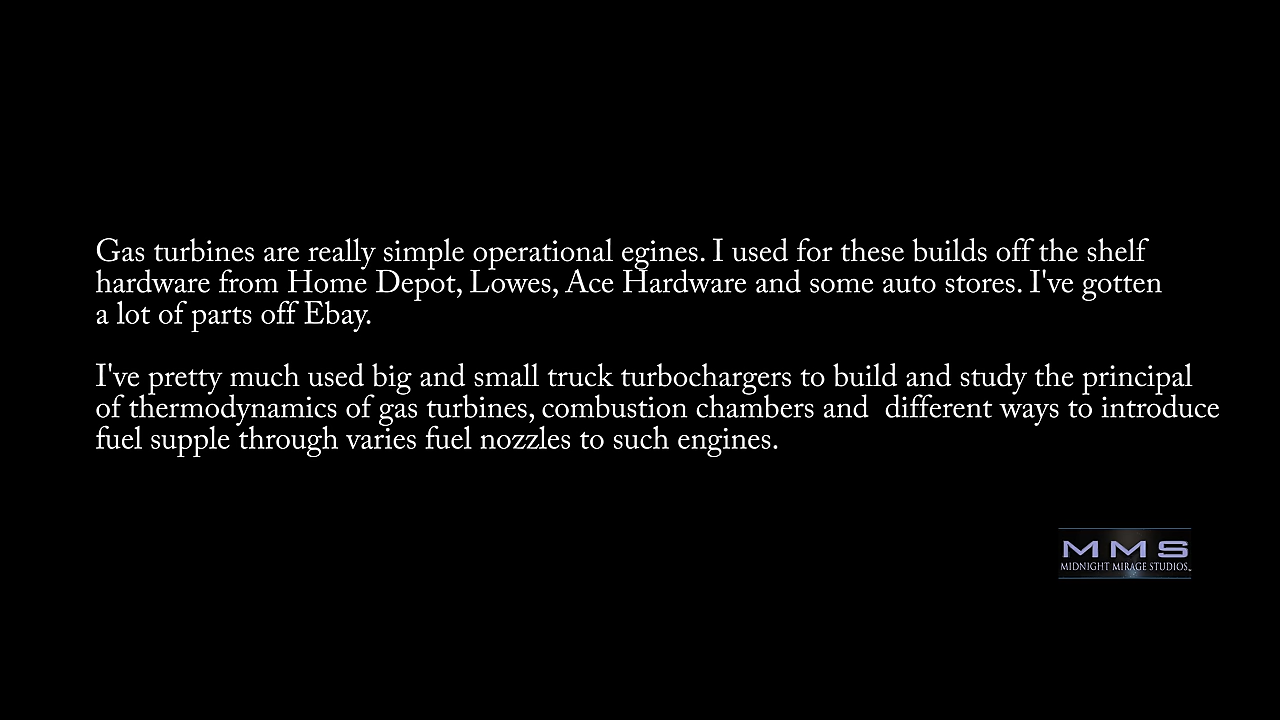 Gas turbines are really simple operational egines. I used for these builds off the shelf
hardware from Home Depot, Lowes, Ace Hardware and some auto stores. I've gotten
a lot of parts off Ebay.
I've pretty much used big and small truck turbochargers to build and study the principal
of thermodynamics of gas turbines, combustion chambers and  different ways to introduce
fuel supple through varies fuel nozzles to such engines.
MMS
MIDNIGHT MIRAGE STUDIOS